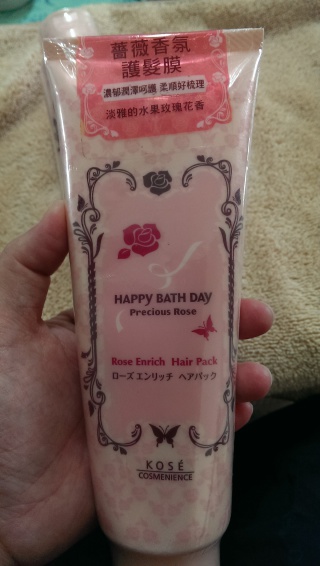 薔薇香氛
護髮膜
濃郁潤澤呵護 柔順好梳理
淡雅的水果玫瑰花香
HAPPY BATH DAY
Precious Rose
Rose Enrich Hair Pack
ローズ エンリッチ ヘアパック
KOSÉ
COSMENIENCE